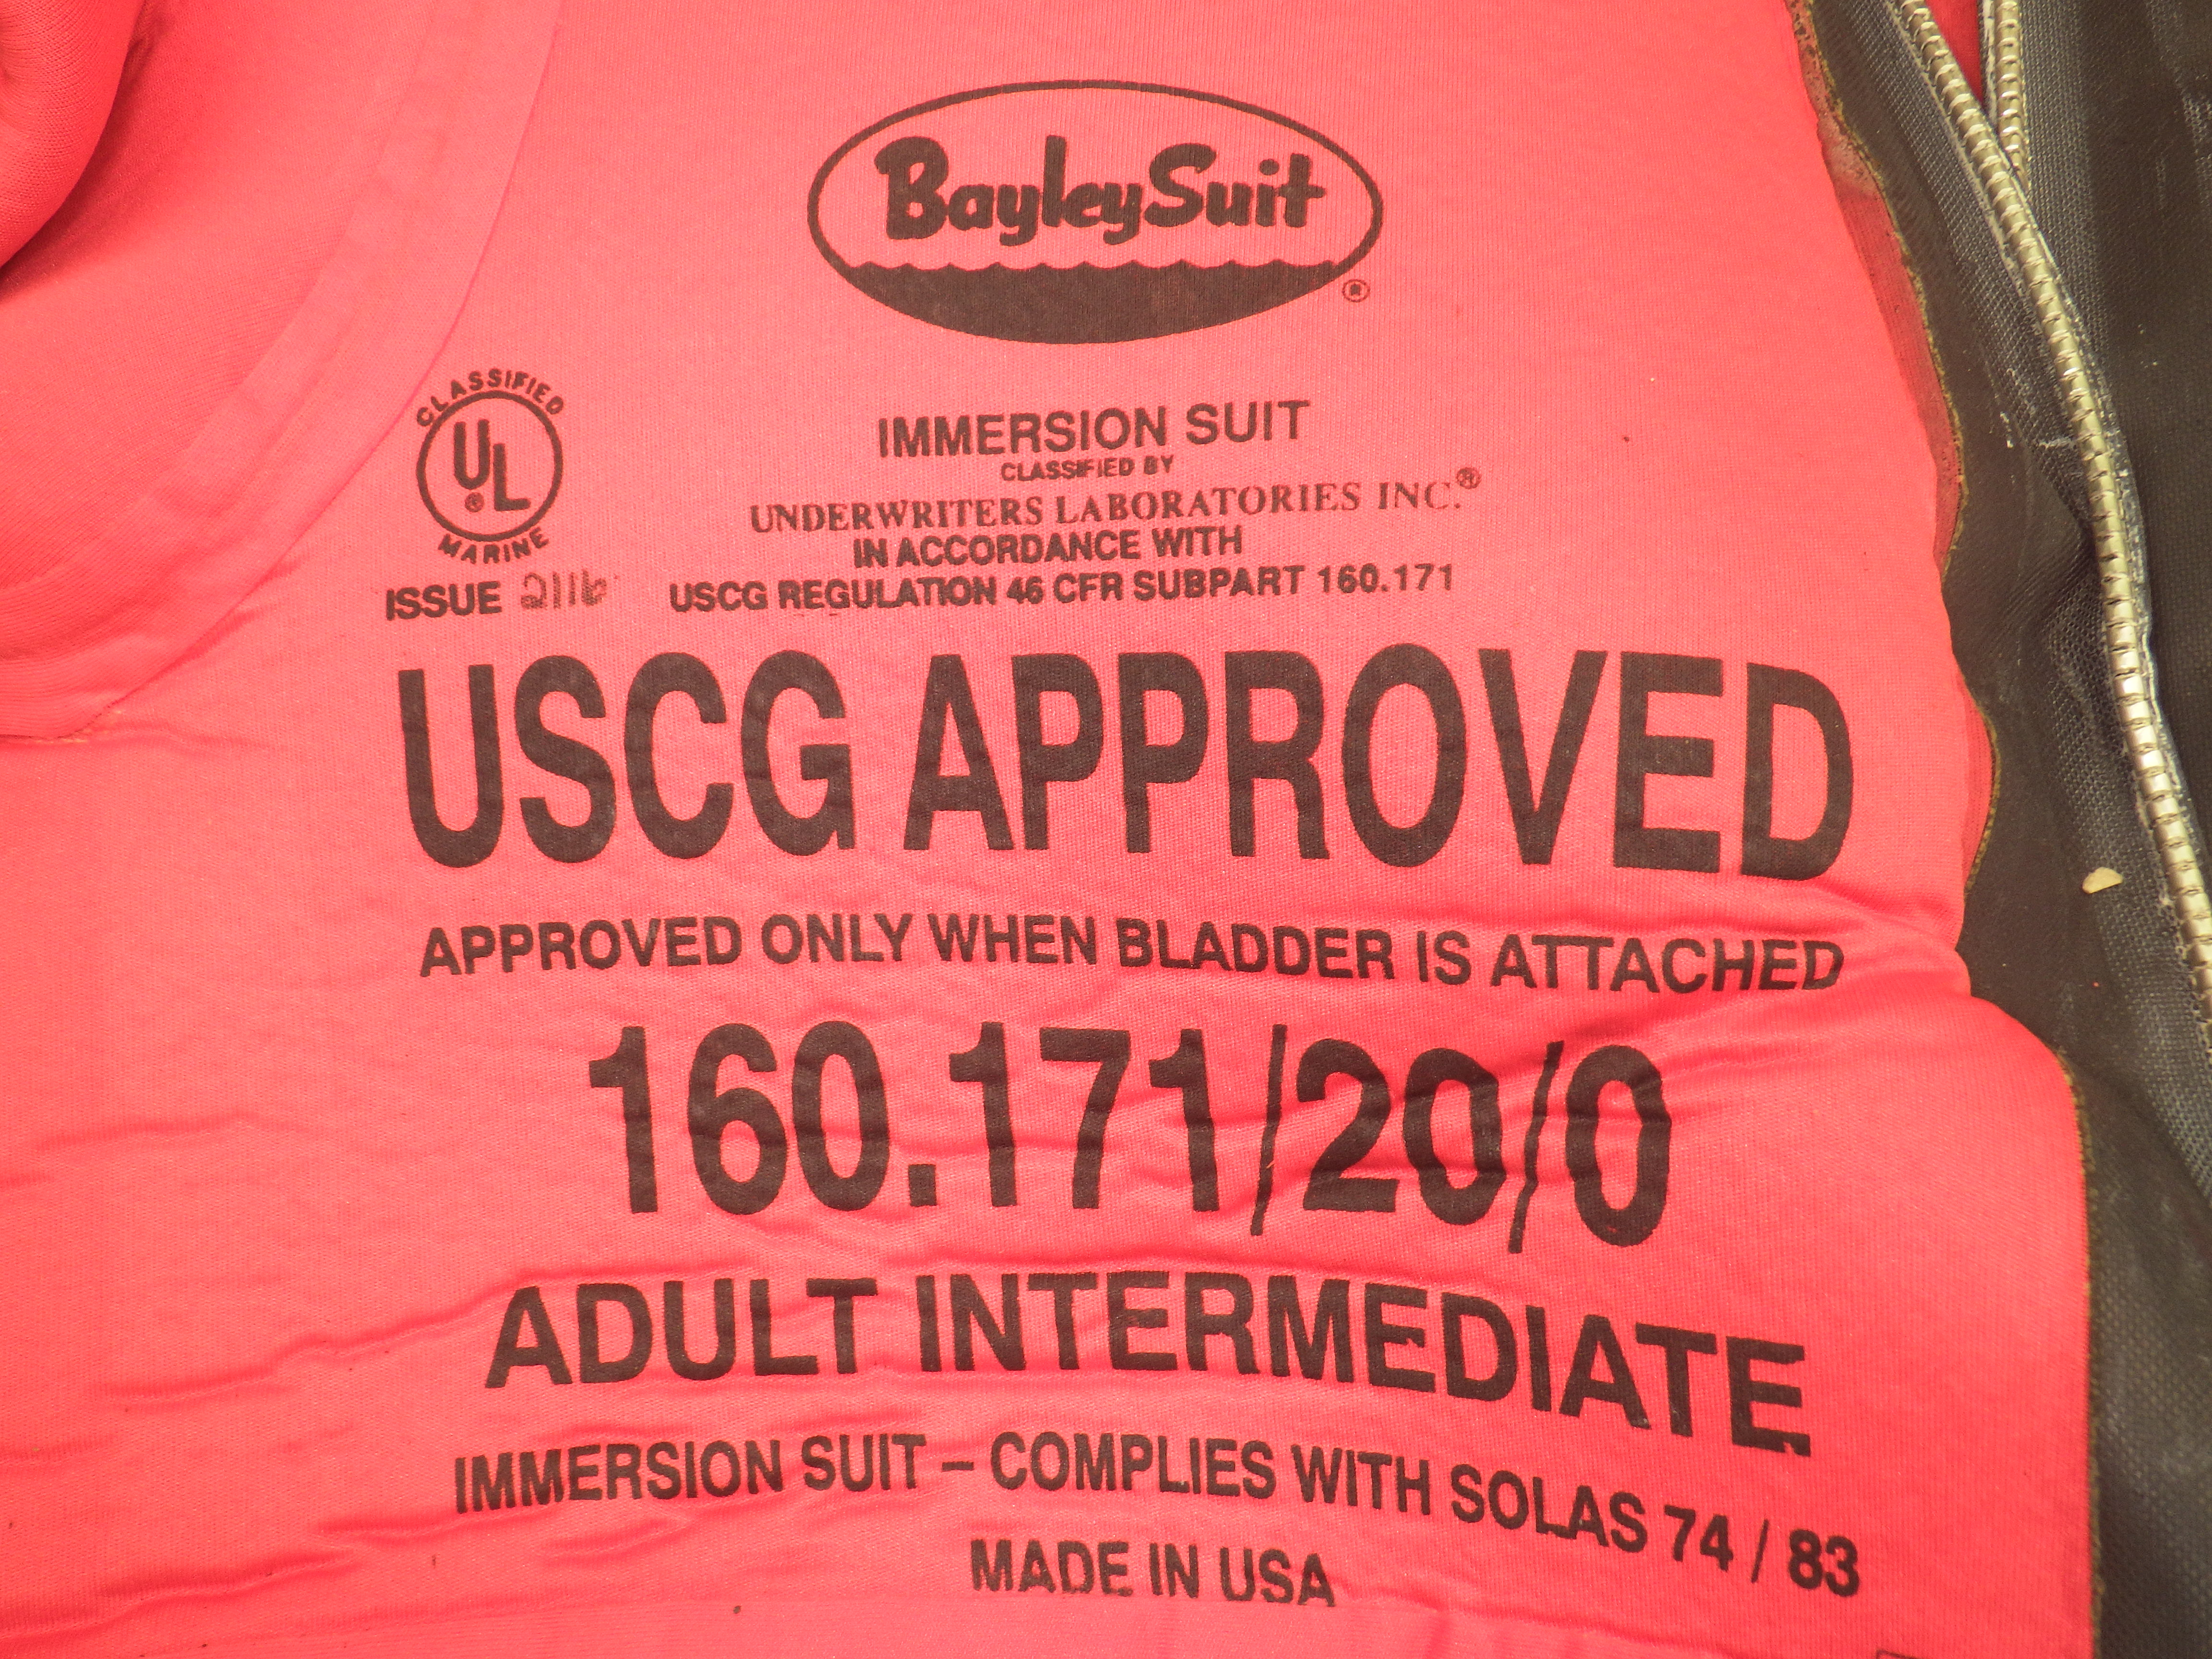 BayleySuit
®
CLASSIFIED
UL
®
MARINE
ISSUE 2116
IMMERSION SUIT
CLASSIFIED BY
UNDERWRITERS LABORATORIES INC.®
IN ACCORDANCE WITH
USCG REGULATION 46 CFR SUBPART 160.171
USCG APPROVED
APPROVED ONLY WHEN BLADDER IS ATTACHED
160.171/20/0
ADULT INTERMEDIATE
IMMERSION SUIT – COMPLIES WITH SOLAS 74 / 83
MADE IN USA